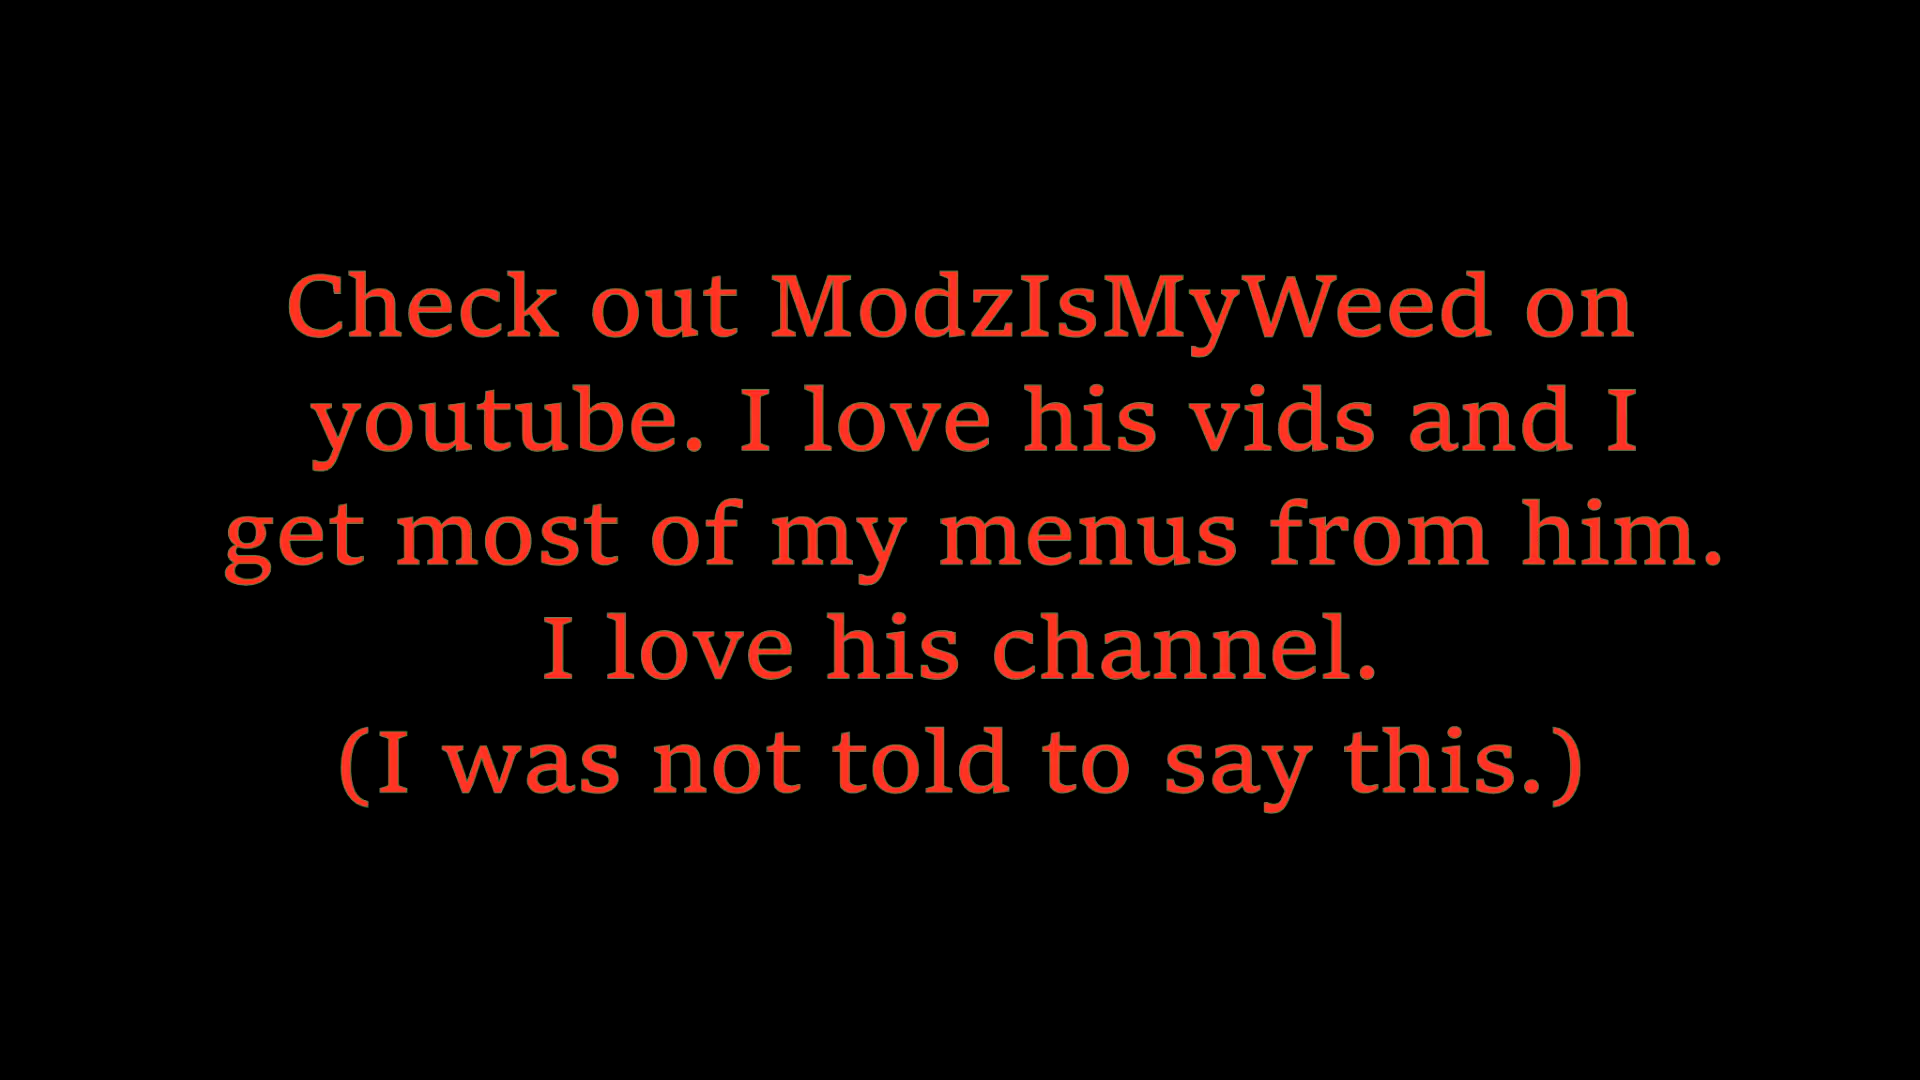 Check out ModzIsMyWeed on
youtube. I love his vids and I
get most of my menus from him.
I love his channel.
(I was not told to say this.)